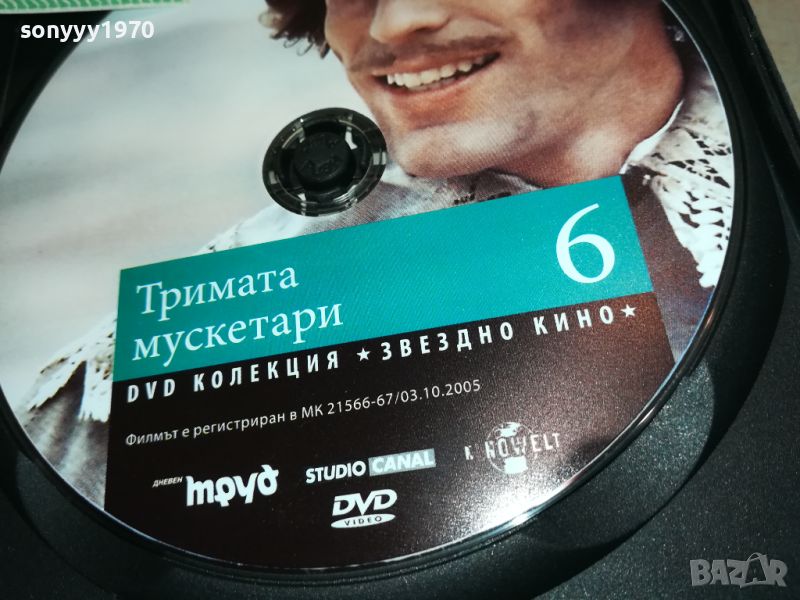 sonyyy1970
Тримата
мускетари
6
DVD КОЛЕКЦИЯ ★ ЗВЕЗДНО КИНО ★
Филмът е регистриран в МК 21566-67/03.10.2005
ДНЕВЕН
труд
STUDIO CANAL
DVD
VIDEO
BAZAR